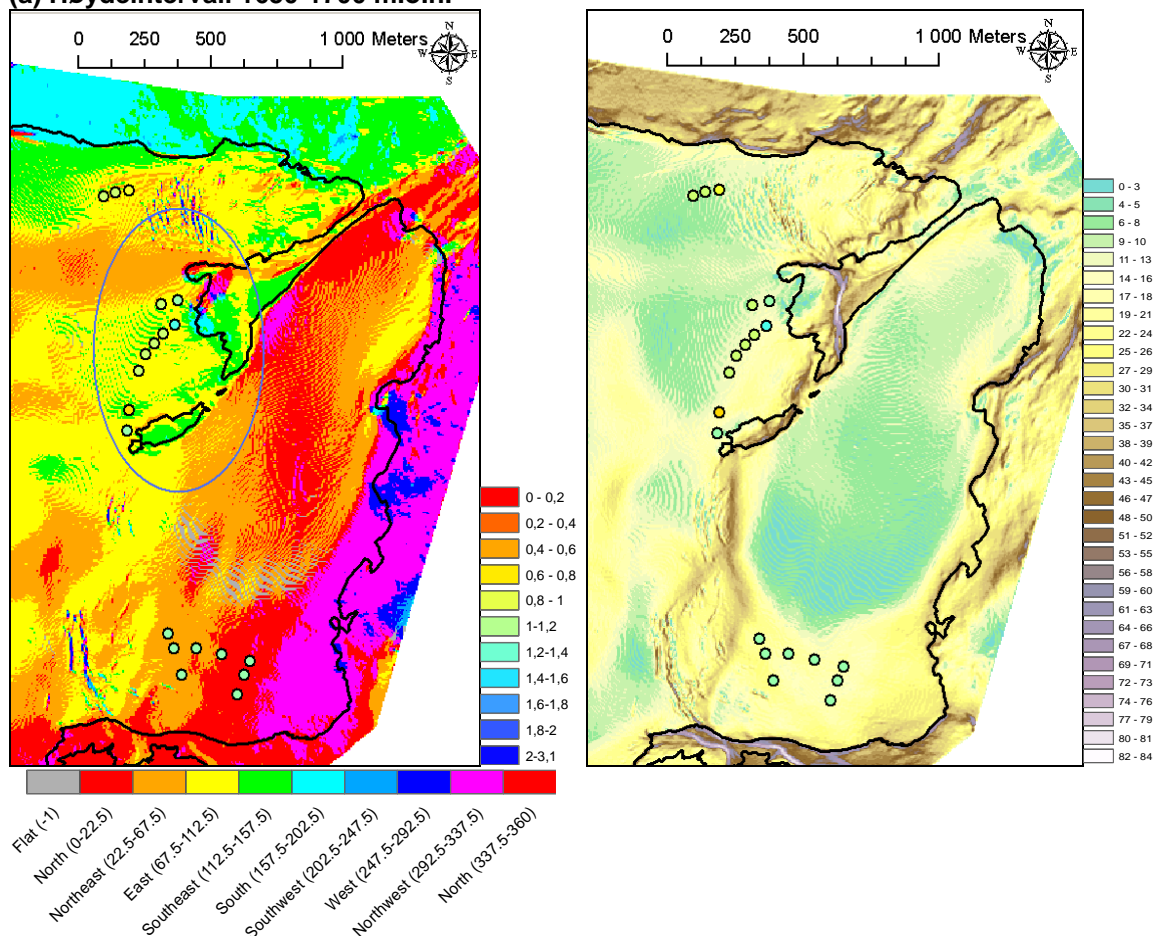 0 250 500 1 000 Meters
N
W E
S
0 250 500 1 000 Meters
N
W E
S
0 - 0,2
0,2 - 0,4
0,4 - 0,6
0,6 - 0,8
0,8 - 1
1-1,2
1,2-1,4
1,4-1,6
1,6-1,8
1,8-2
2-3,1
Flat (-1)
North (0-22.5)
Northeast (22.5-67.5)
East (67.5-112.5)
Southeast (112.5-157.5)
South (157.5-202.5)
Southwest (202.5-247.5)
West (247.5-292.5)
Northwest (292.5-337.5)
North (337.5-360)
0 - 3
4 - 5
6 - 8
9 - 10
11 - 13
14 - 16
17 - 18
19 - 21
22 - 24
25 - 26
27 - 29
30 - 31
32 - 34
35 - 37
38 - 39
40 - 42
43 - 45
46 - 47
48 - 50
51 - 52
53 - 55
56 - 58
59 - 60
61 - 63
64 - 66
67 - 68
69 - 71
72 - 73
74 - 76
77 - 79
80 - 81
82 - 84